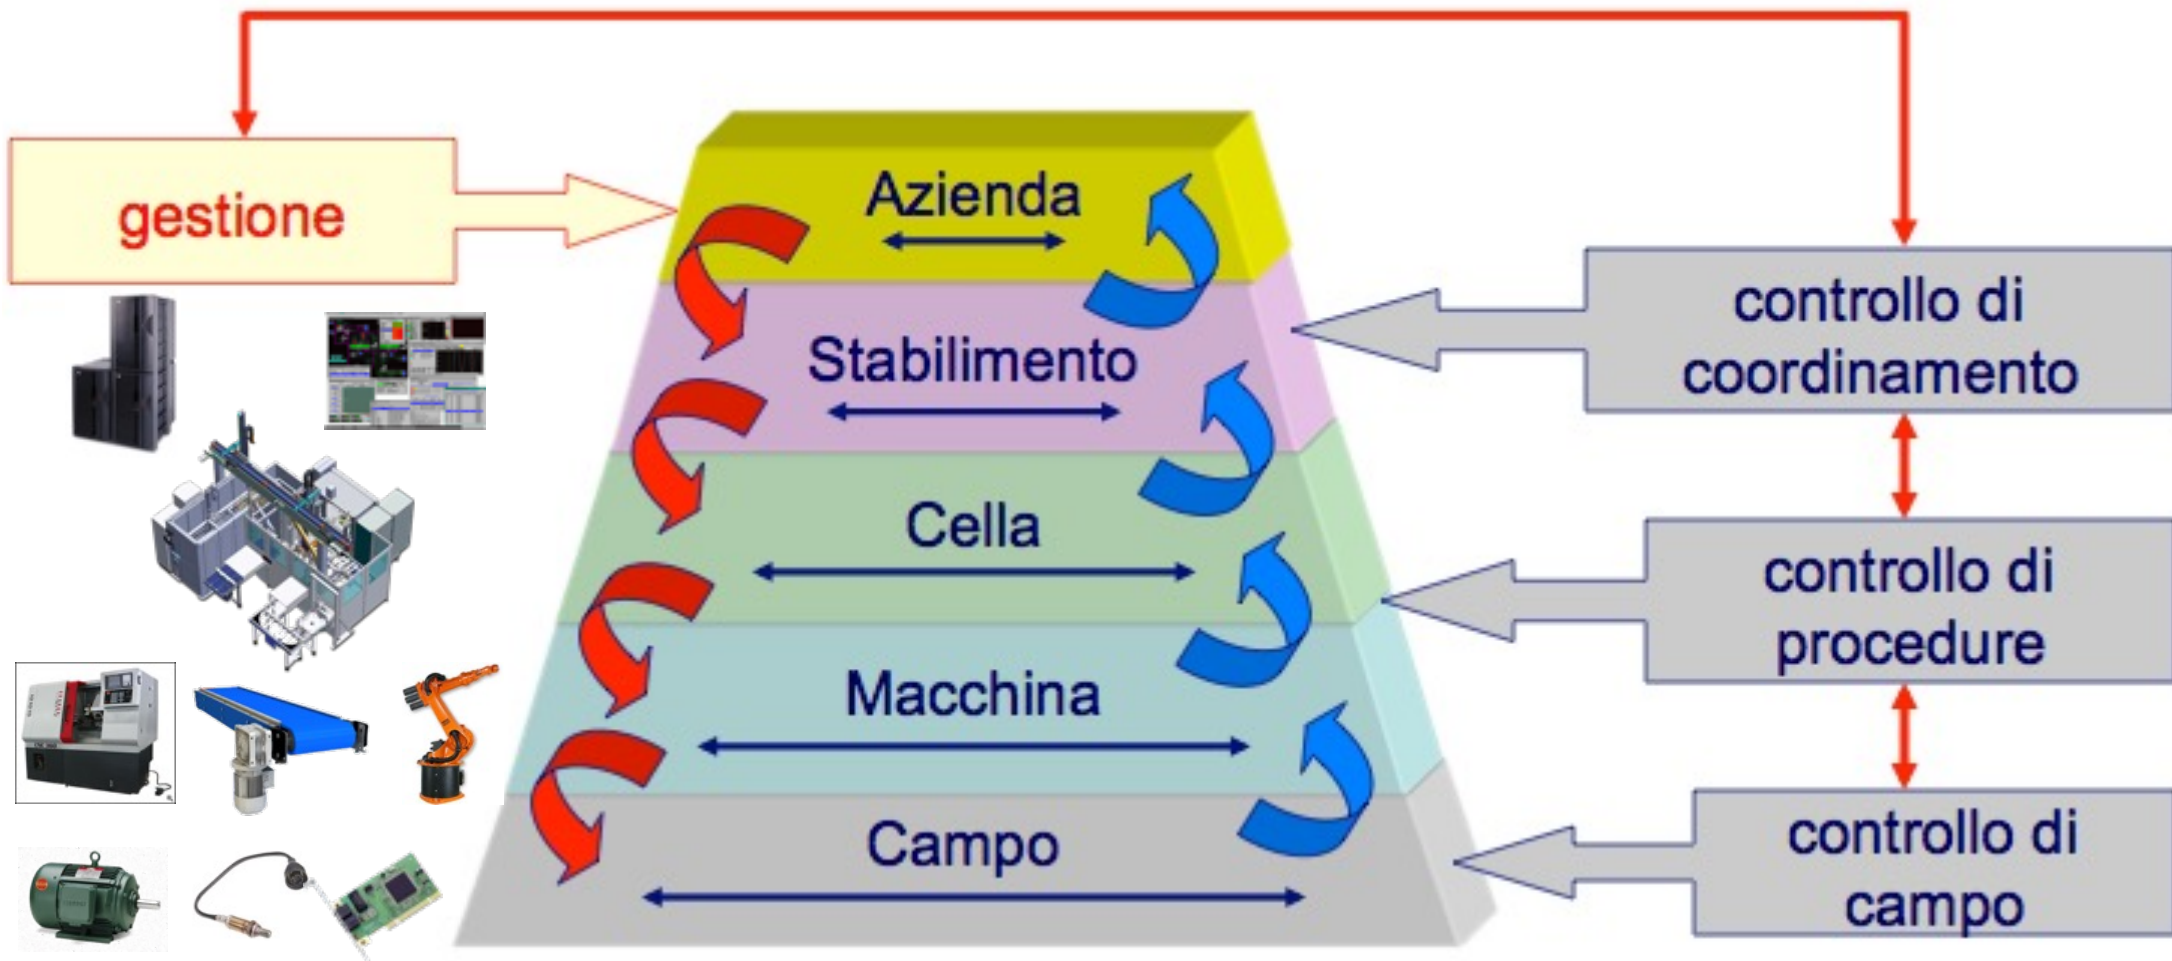 gestione
Azienda
Stabilimento
Cella
Macchina
Campo
controllo di
coordinamento
controllo di
procedure
controllo di
campo